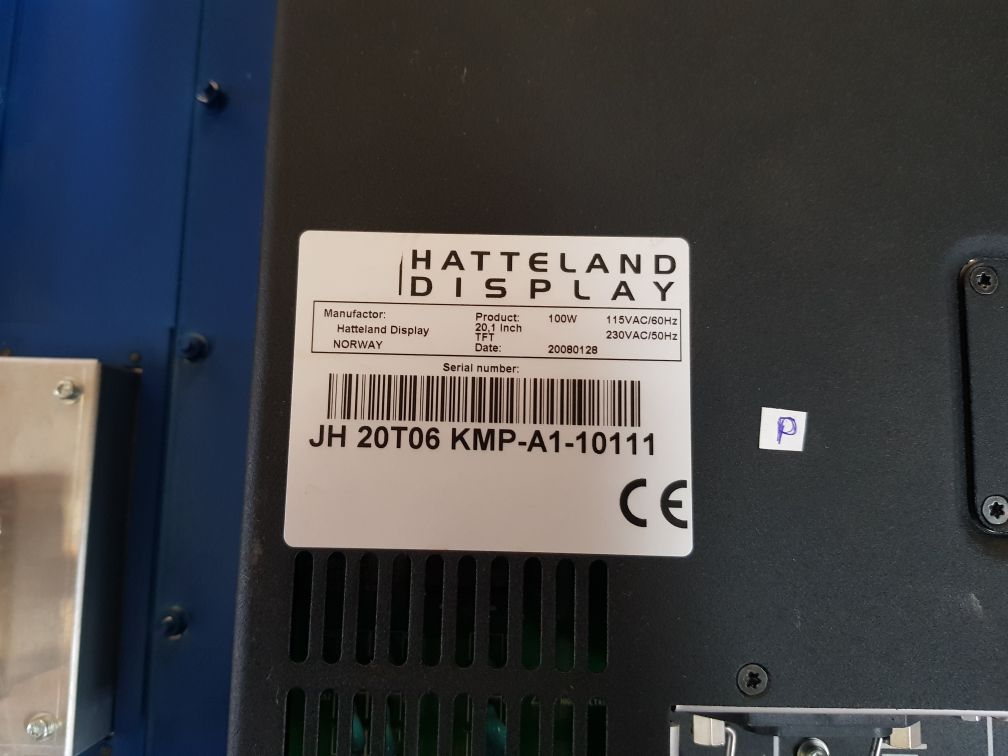 HATTELAND
DISPLAY
Manufactor:
Hatteland Display
NORWAY
Product: 100W 115VAC/60Hz
20,1 Inch 230VAC/50Hz
TFT
Date: 20080128
Serial number:
JH 20T06 KMP-A1-10111
CE
P